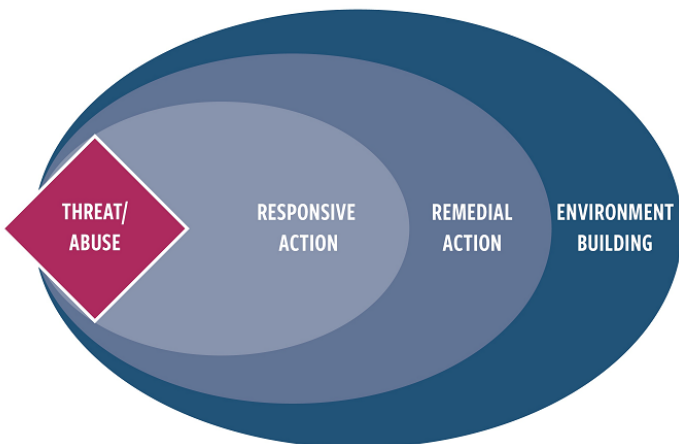 THREAT/
ABUSE
RESPONSIVE
ACTION
REMEDIAL
ACTION
ENVIRONMENT
BUILDING